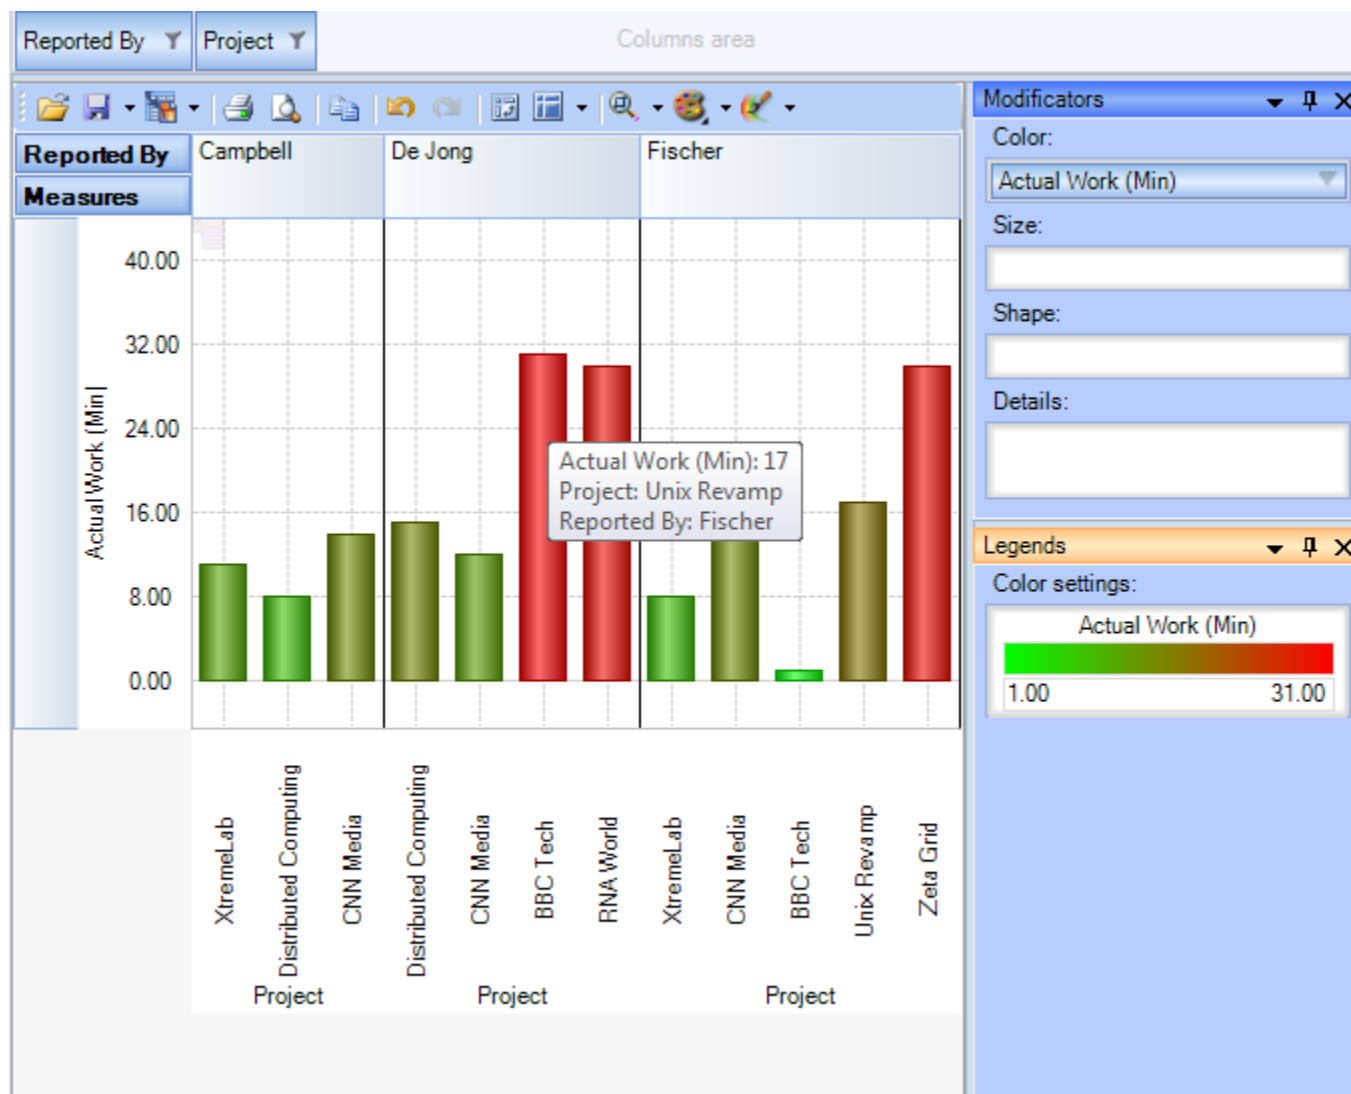 Reported By
Project
Columns area
Modificators
Color:
Actual Work (Min)
Size:
Shape:
Details:
Reported By
Campbell
De Jong
Fischer
Measures
Actual Work (Min)
40.00
32.00
24.00
16.00
8.00
0.00
Actual Work (Min): 17
Project: Unix Revamp
Reported By: Fischer
XtremeLab
Distributed Computing
CNN Media
Distributed Computing
CNN Media
BBC Tech
RNA World
XtremeLab
CNN Media
BBC Tech
Unix Revamp
Zeta Grid
Project
Project
Project
Legends
Color settings:
Actual Work (Min)
1.00
31.00